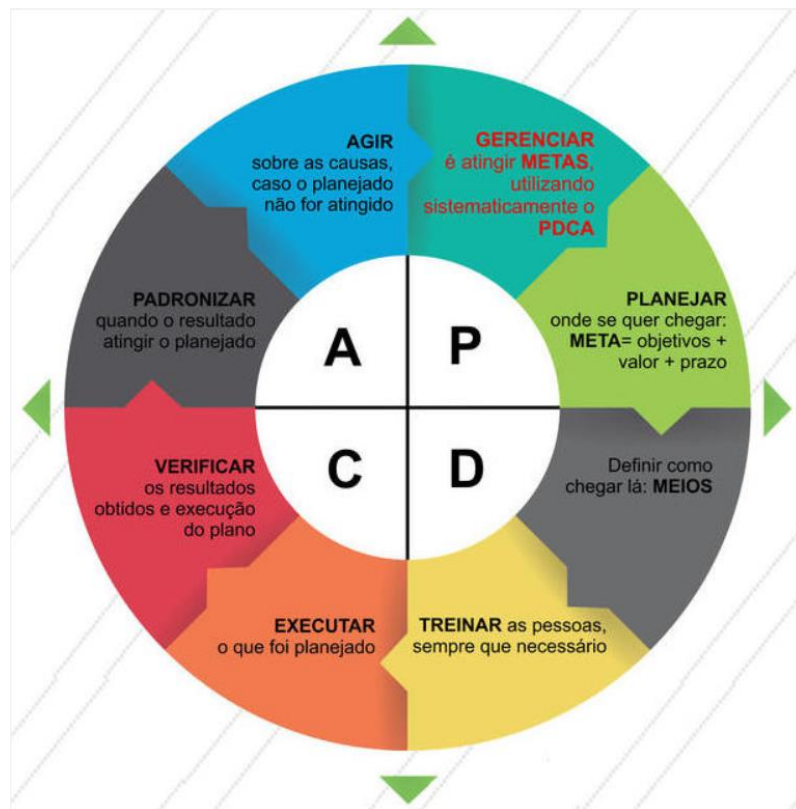 AGIR
sobre as causas,
caso o planejado
não for atingido
GERENCIAR
é atingir METAS,
utilizando
sistematicamente o
PDCA
PADRONIZAR
quando o resultado
atingir o planejado
PLANEJAR
onde se quer chegar:
META= objetivos +
valor + prazo
A
P
C
D
VERIFICAR
os resultados
obtidos e execução
do plano
Definir como
chegar lá: MEIOS
EXECUTAR
o que foi planejado
TREINAR as pessoas,
sempre que necessário